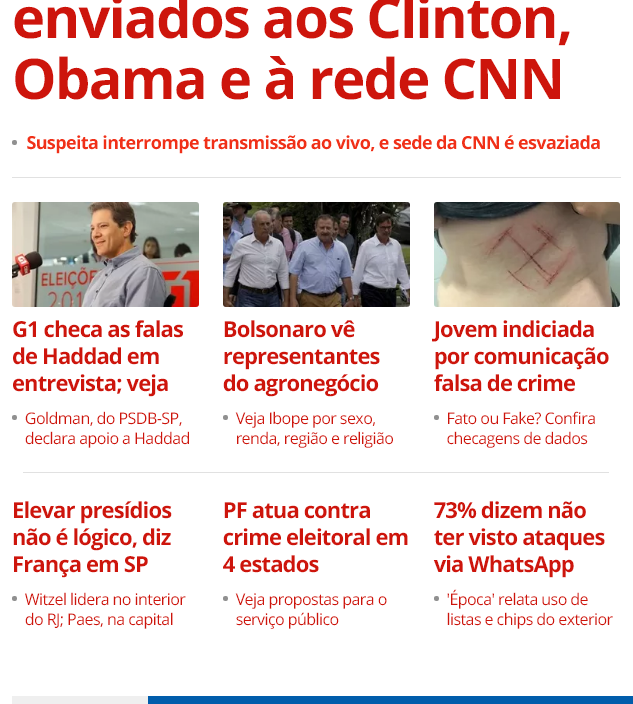 enviados aos Clinton,
Obama e à rede CNN
Suspeita interrompe transmissão ao vivo, e sede da CNN é esvaziada
ELEIÇÕE
201
G1
G1 checa as falas
de Haddad em
entrevista; veja
Goldman, do PSDB-SP,
declara apoio a Haddad
Bolsonaro vê
representantes
do agronegócio
Veja Ibope por sexo,
renda, região e religião
Jovem indiciada
por comunicação
falsa de crime
Fato ou Fake? Confira
checagens de dados
Elevar presídios
não é lógico, diz
França em SP
Witzel lidera no interior
do RJ; Paes, na capital
PF atua contra
crime eleitoral em
4 estados
Veja propostas para o
serviço público
73% dizem não
ter visto ataques
via WhatsApp
'Época' relata uso de
listas e chips do exterior